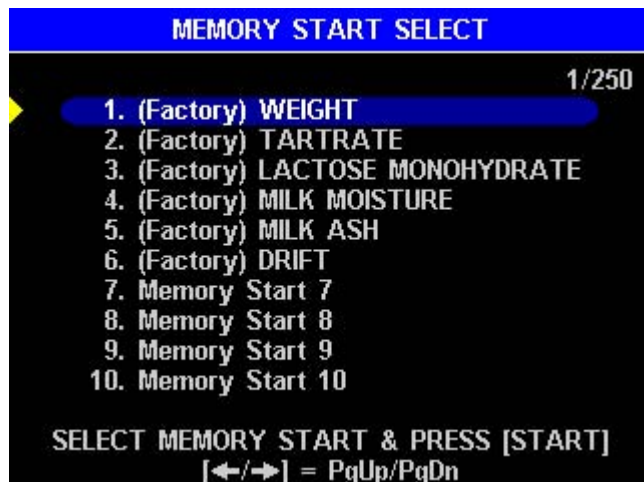 MEMORY START SELECT
1/250
1. (Factory) WEIGHT
2. (Factory) TARTRATE
3. (Factory) LACTOSE MONOHYDRATE
4. (Factory) MILK MOISTURE
5. (Factory) MILK ASH
6. (Factory) DRIFT
7. Memory Start 7
8. Memory Start 8
9. Memory Start 9
10. Memory Start 10
SELECT MEMORY START & PRESS [START]
[←/→] = PgUp/PgDn